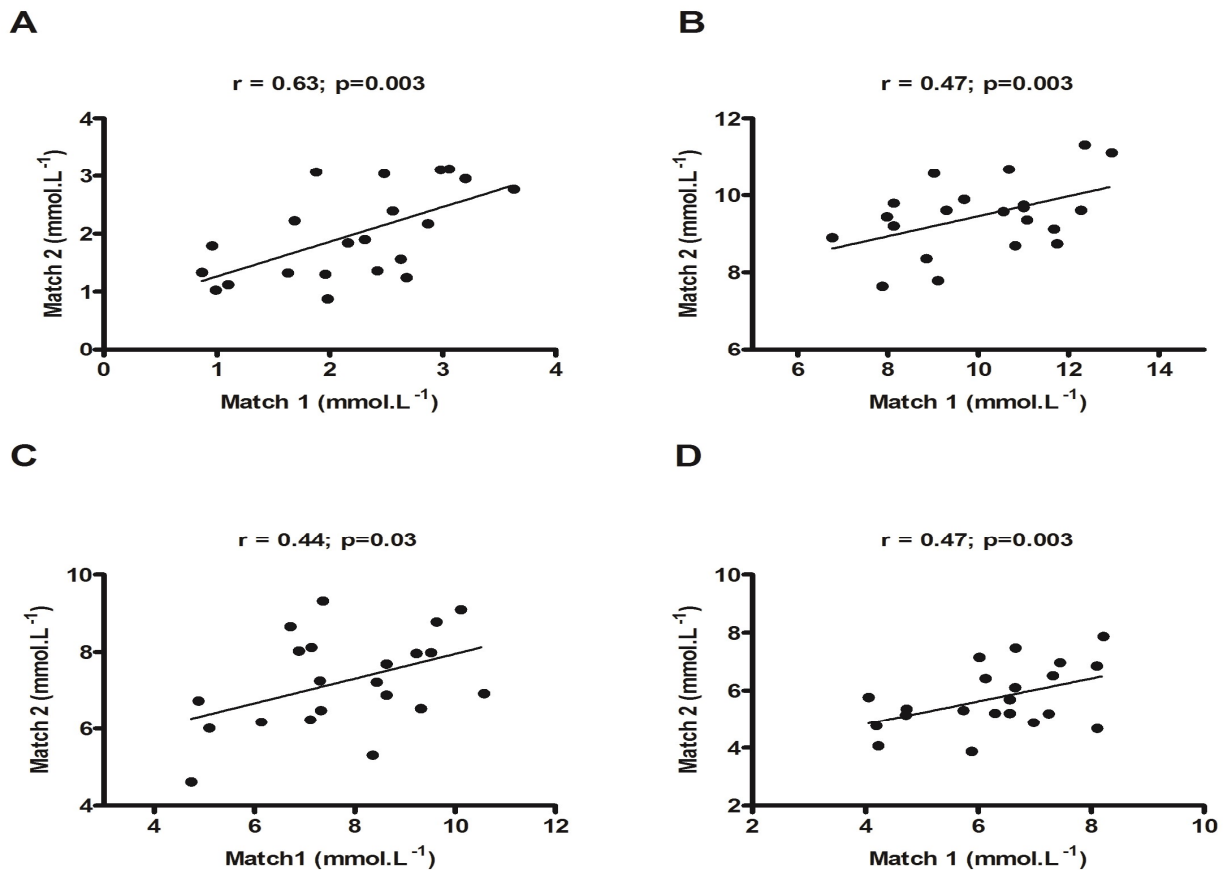 A
r = 0.63; p=0.003
4
3
2
1
0
Match 2 (mmol.L⁻¹)
0 1 2 3 4
Match 1 (mmol.L⁻¹)
B
r = 0.47; p=0.003
12
10
8
6
Match 2 (mmol.L⁻¹)
6 8 10 12 14
Match 1 (mmol.L⁻¹)
C
r = 0.44; p=0.03
10
8
6
4
Match 2 (mmol.L⁻¹)
4 6 8 10 12
Match1 (mmol.L⁻¹)
D
r = 0.47; p=0.003
10
8
6
4
2
Match 2 (mmol.L⁻¹)
2 4 6 8 10
Match 1 (mmol.L⁻¹)